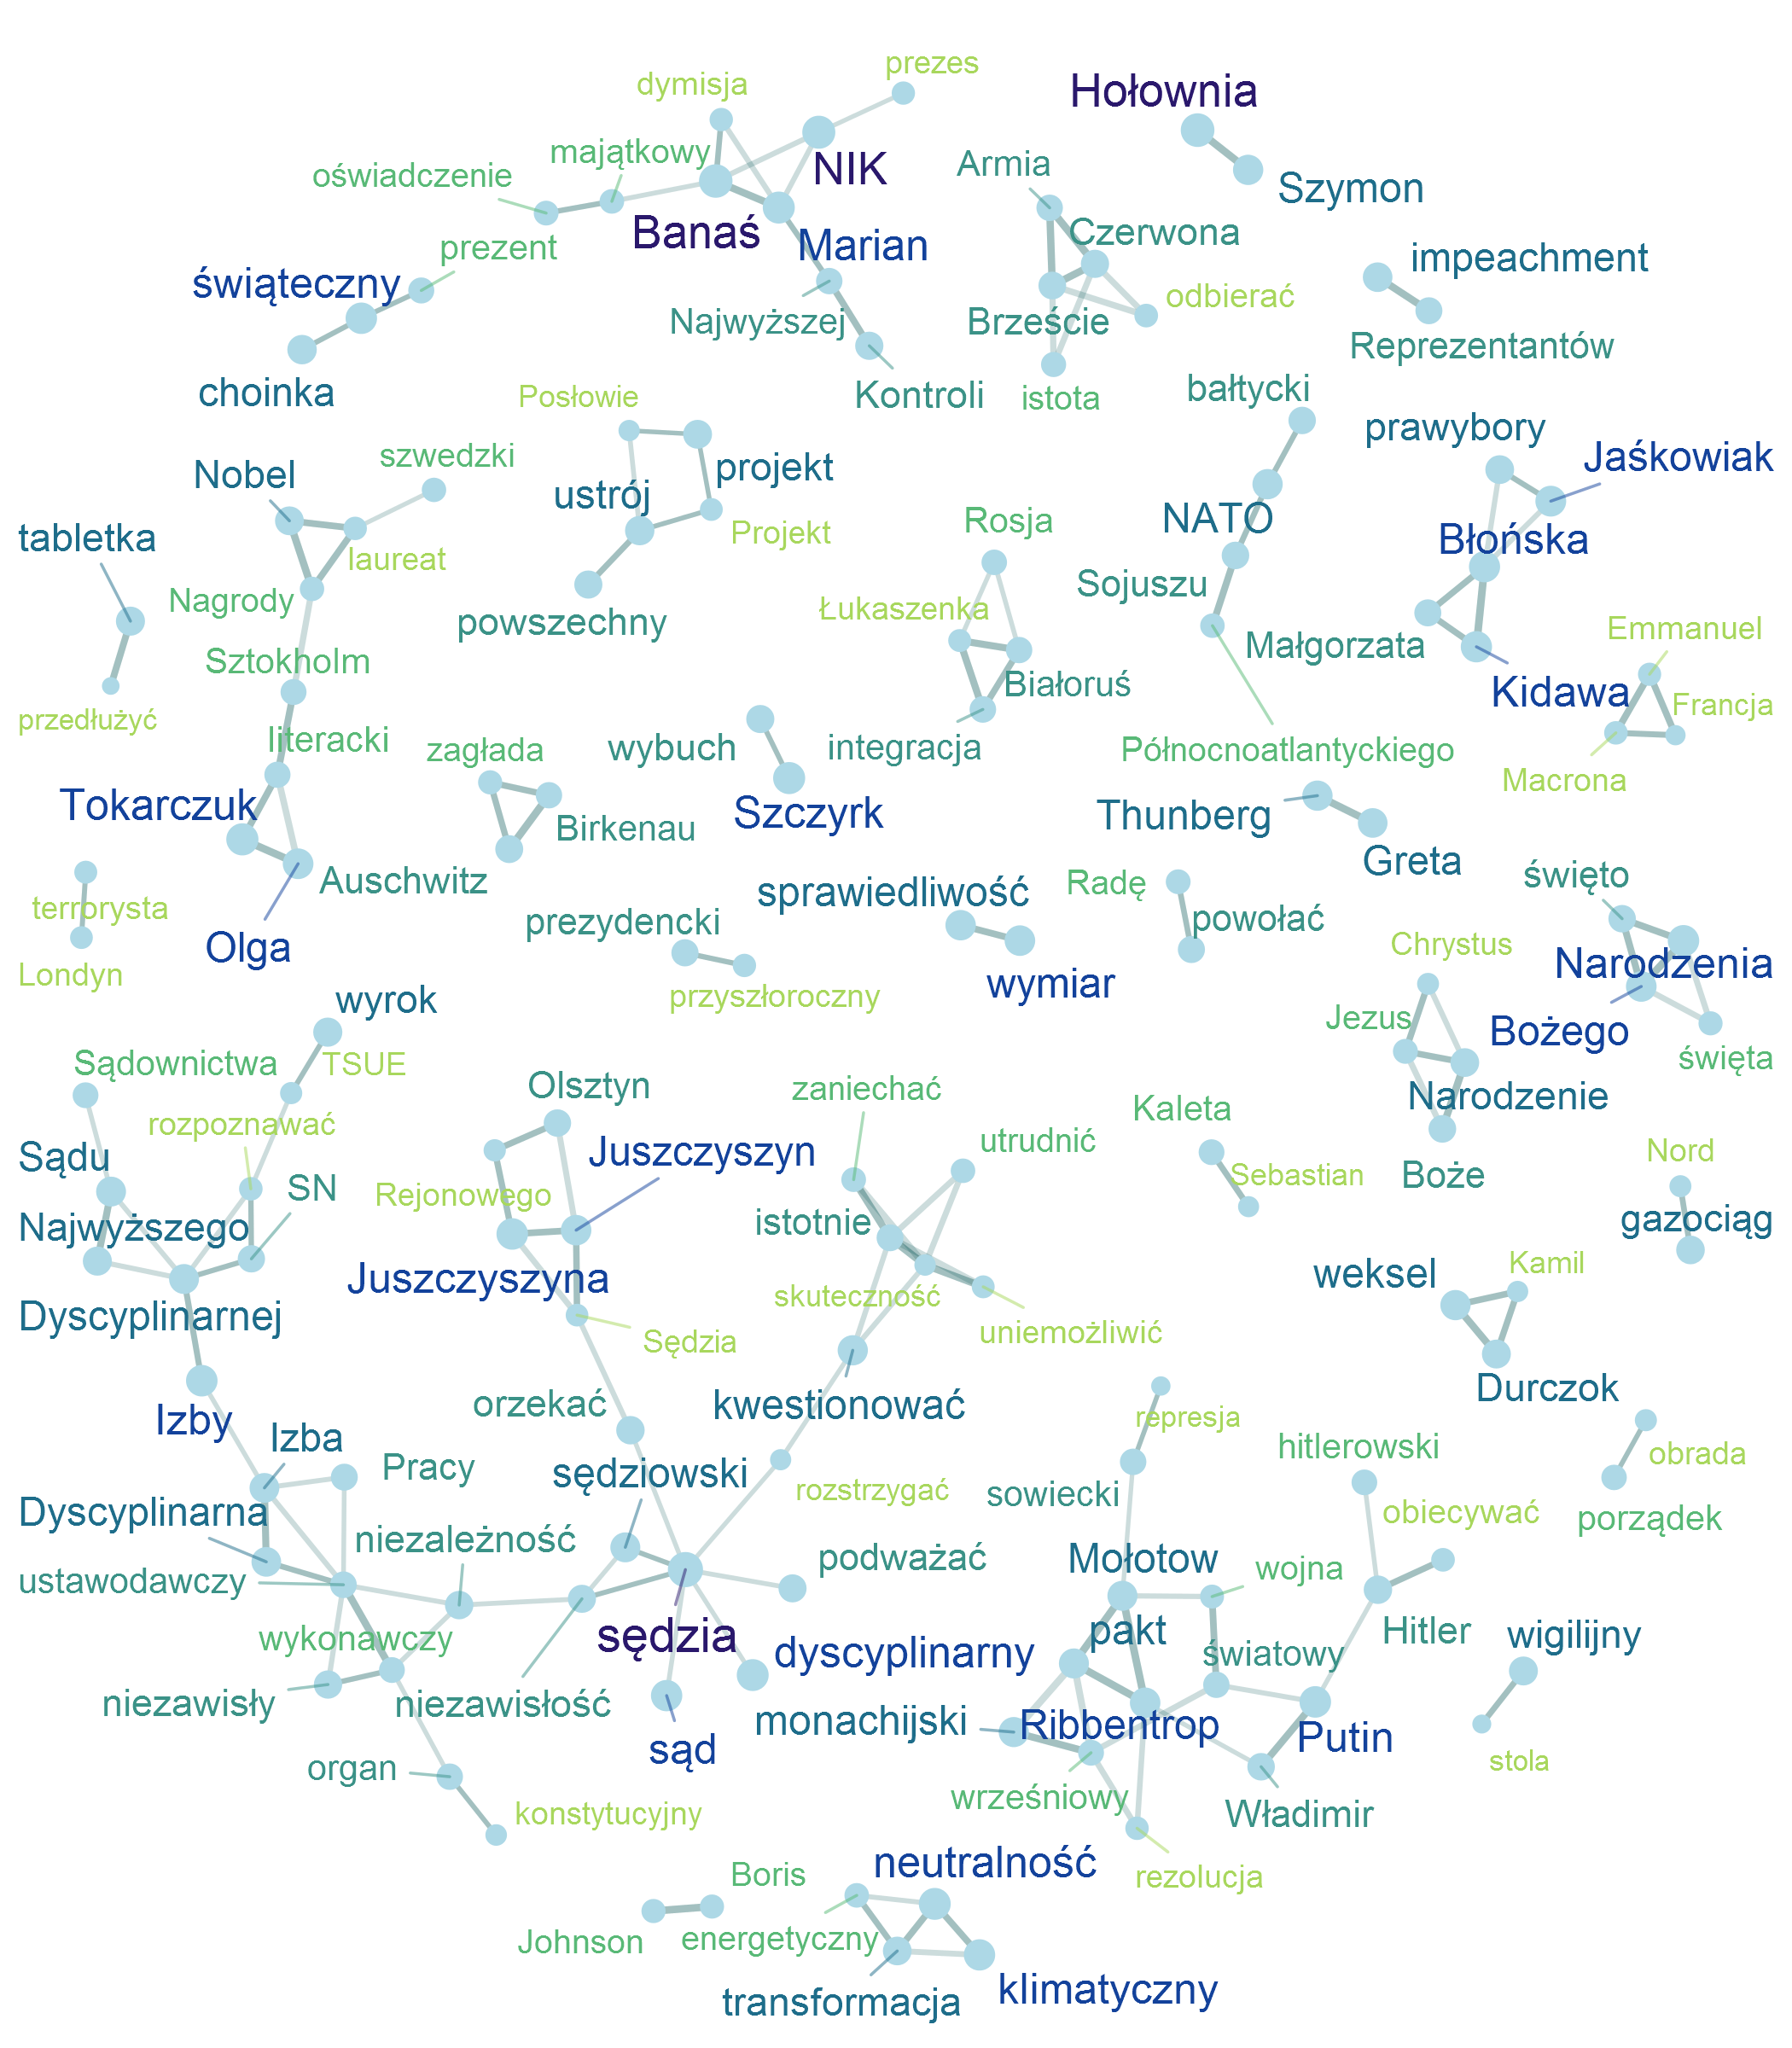 prezes
dymisja
Hołownia
majątkowy
NIK
Armia
oświadczenie
Szymon
Banaś
Marian
Czerwona
prezent
impeachment
świąteczny
odbierać
Najwyższej
Brzeście
Reprezentantów
choinka
Kontroli
istota
bałtycki
Posłowie
prawybory
szwedzki
Jaśkowiak
Nobel
projekt
ustrój
NATO
Rosja
tabletka
Projekt
Błońska
laureat
Nagrody
Łukaszenka
Sojuszu
powszechny
Emmanuel
Małgorzata
Sztokholm
Białoruś
Kidawa
Francja
przedłużyć
literacki
zagłada
wybuch
integracja
Północnoatlantyckiego
Macrona
Tokarczuk
Szczyrk
Thunberg
Birkenau
Greta
Auschwitz
sprawiedliwość
Radę
święto
terrorysta
prezydencki
powołać
Olga
Chrystus
Narodzenia
Londyn
wymiar
przyszłoroczny
wyrok
Jezus
Bożego
Sądownictwa
TSUE
święta
Olsztyn
zaniechać
Narodzenie
rozpoznawać
Kaleta
utrudnić
Sądu
Juszczyszyn
Nord
SN
Rejonowego
Sebastian
Boże
Najwyższego
istotnie
gazociąg
Juszczyszyna
weksel
Kamil
Dyscyplinarnej
skuteczność
uniemożliwić
Sędzia
Durczok
orzekać
kwestionować
Izby
represja
Izba
hitlerowski
obrada
Pracy
sędziowski
rozstrzygać
sowiecki
Dyscyplinarna
obiecywać
porządek
niezależność
podważać
Mołotow
wojna
ustawodawczy
pakt
wykonawczy
sędzia
Hitler
wigilijny
dyscyplinarny
światowy
niezawisły
niezawisłość
monachijski
Ribbentrop
Putin
sąd
stola
organ
wrześniowy
konstytucyjny
Władimir
neutralność
Boris
rezolucja
Johnson
energetyczny
klimatyczny
transformacja